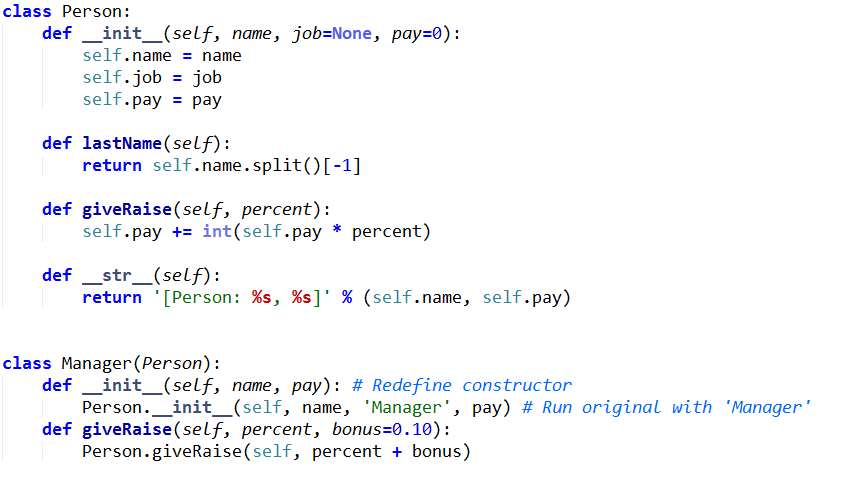 class Person:
    def __init__(self, name, job=None, pay=0):
        self.name = name
        self.job = job
        self.pay = pay

    def lastName(self):
        return self.name.split()[-1]

    def giveRaise(self, percent):
        self.pay += int(self.pay * percent)

    def __str__(self):
        return '[Person: %s, %s]' % (self.name, self.pay)


class Manager(Person):
    def __init__(self, name, pay): # Redefine constructor
        Person.__init__(self, name, 'Manager', pay) # Run original with 'Manager'
    def giveRaise(self, percent, bonus=0.10):
        Person.giveRaise(self, percent + bonus)